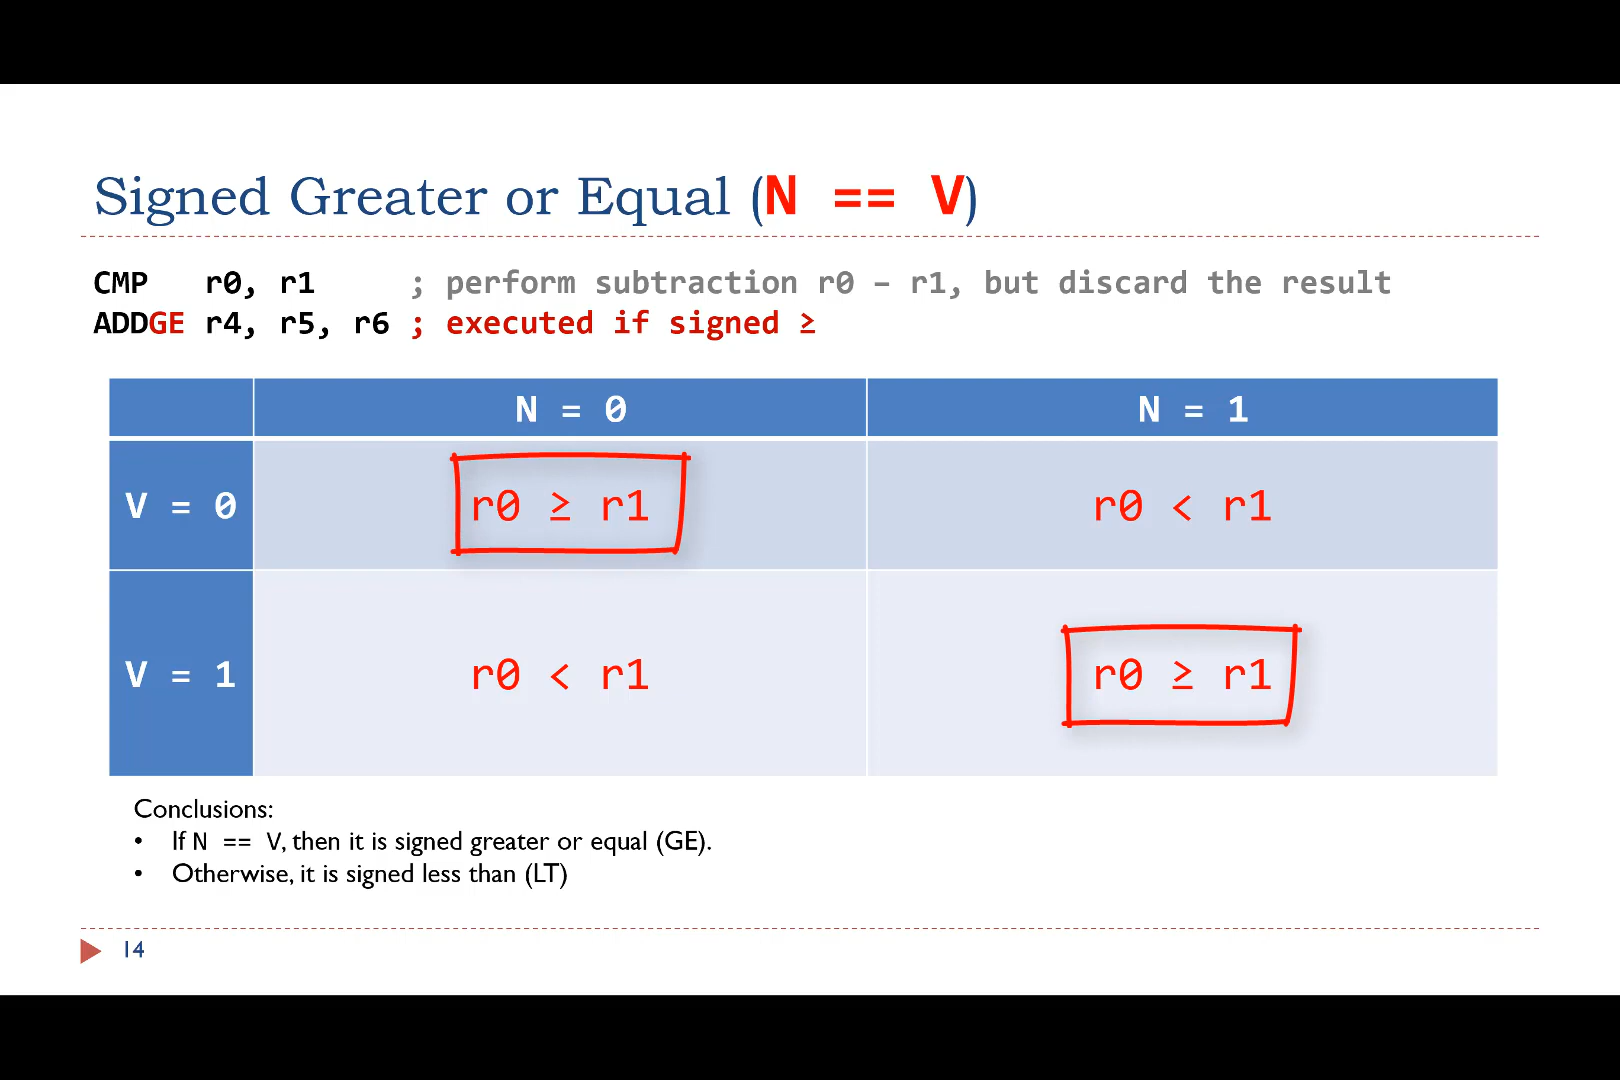 Signed Greater or Equal (N == V)
CMP r0, r1 ; perform subtraction r0 – r1, but discard the result
ADDGE r4, r5, r6 ; executed if signed ≥
N = 0 N = 1
V = 0 r0 ≥ r1 r0 < r1
V = 1 r0 < r1 r0 ≥ r1
Conclusions:
• If N == V, then it is signed greater or equal (GE).
• Otherwise, it is signed less than (LT)
14